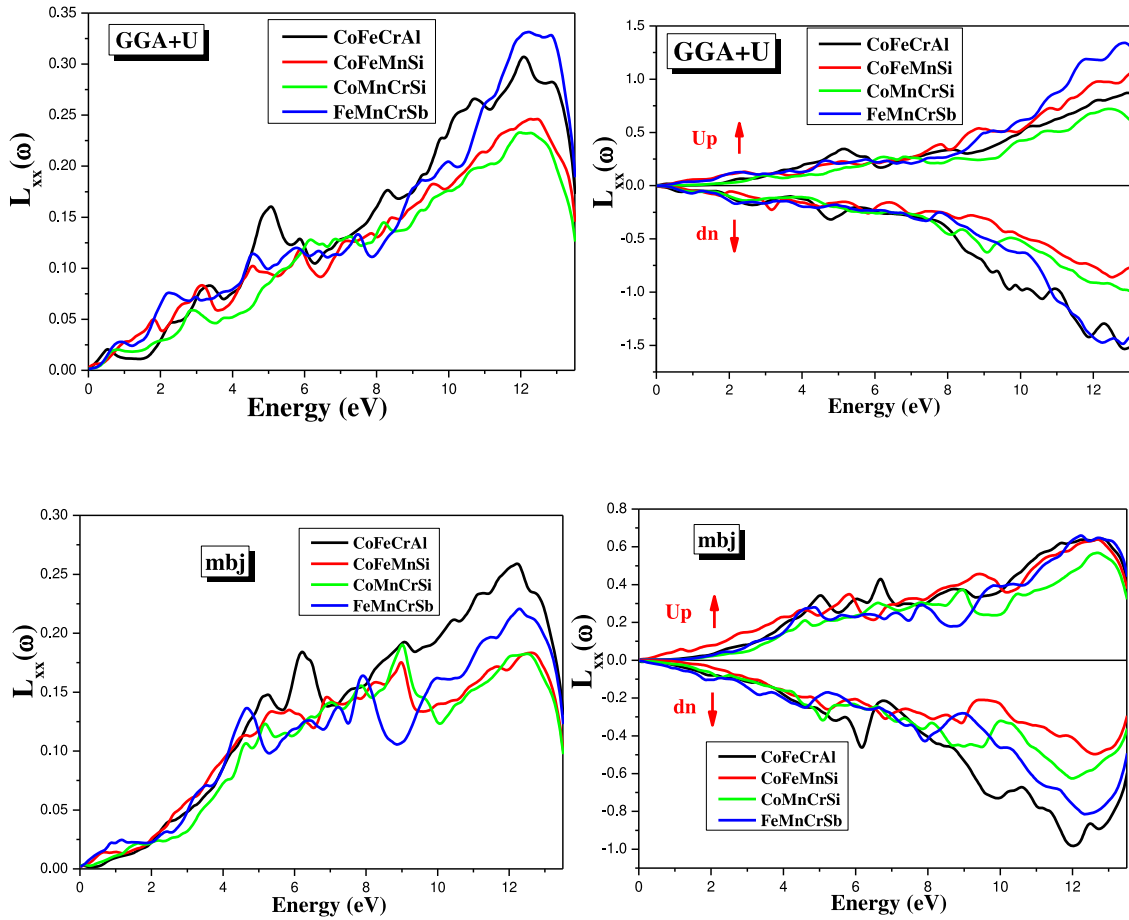 GGA+U
CoFeCrAl
CoFeMnSi
CoMnCrSi
FeMnCrSb
0.35
0.30
0.25
0.20
0.15
0.10
0.05
0.00
L_xx(ω)
0 2 4 6 8 10 12
Energy (eV)
GGA+U
CoFeCrAl
CoFeMnSi
CoMnCrSi
FeMnCrSb
Up
dn
1.5
1.0
0.5
0.0
-0.5
-1.0
-1.5
L_xx(ω)
0 2 4 6 8 10 12
Energy (eV)
mbj
CoFeCrAl
CoFeMnSi
CoMnCrSi
FeMnCrSb
0.30
0.25
0.20
0.15
0.10
0.05
0.00
L_xx(ω)
0 2 4 6 8 10 12
Energy (eV)
mbj
Up
dn
CoFeCrAl
CoFeMnSi
CoMnCrSi
FeMnCrSb
0.8
0.6
0.4
0.2
0.0
-0.2
-0.4
-0.6
-0.8
-1.0
L_xx(ω)
0 2 4 6 8 10 12
Energy (eV)